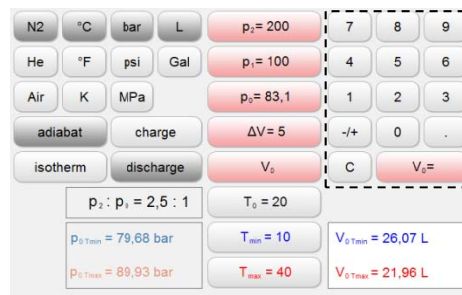 N2 °C bar L p₂= 200 7 8 9
He °F psi Gal p₁= 100 4 5 6
Air K MPa p₀= 83,1 1 2 3
adiabat charge ΔV= 5 -/+ 0 .
isotherm discharge V₀ C V₀=
p₂ : p₀ = 2,5 : 1 T₀ = 20
p₀ Tmin = 79,68 bar Tmin = 10 V₀ Tmin = 26,07 L
p₀ Tmax = 89,93 bar Tmax = 40 V₀ Tmax = 21,96 L